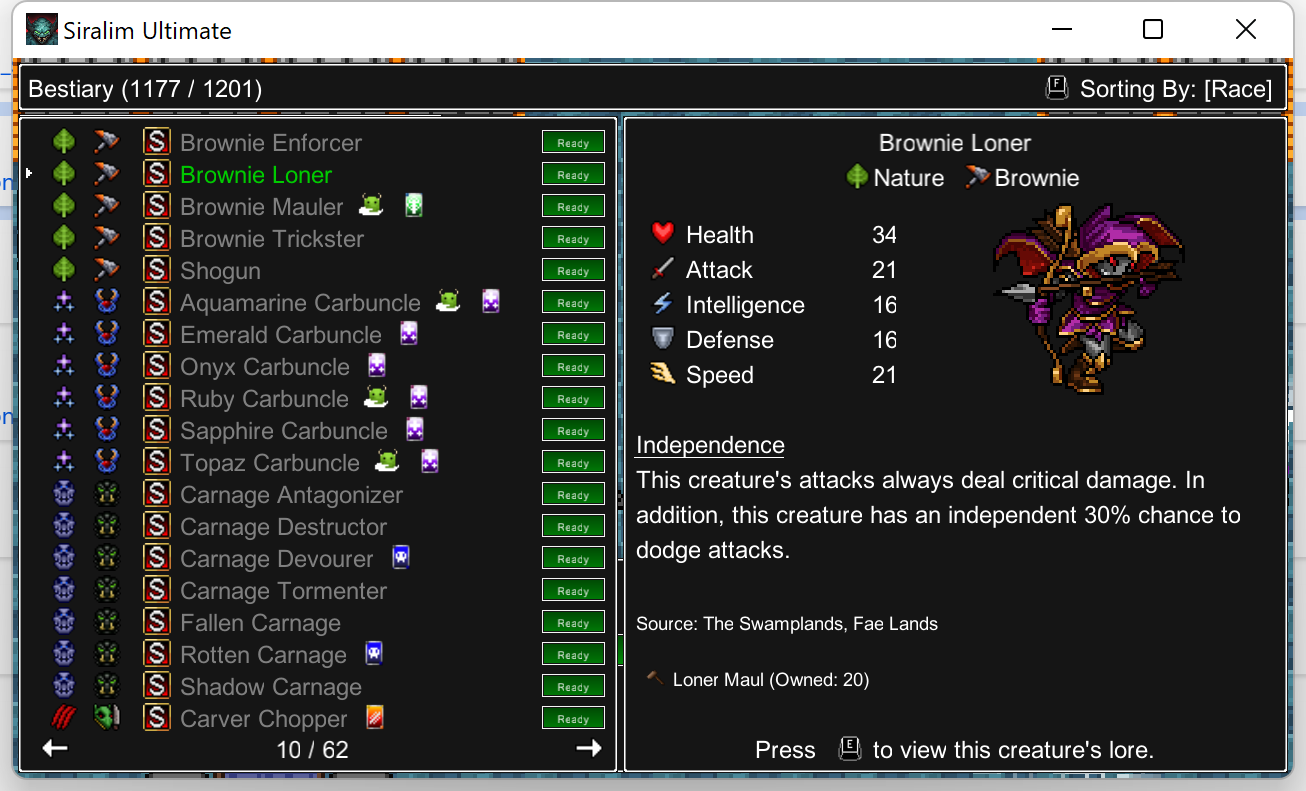 Siralim Ultimate
Bestiary (1177 / 1201)
F Sorting By: [Race]
S Brownie Enforcer Ready
S Brownie Loner Ready
S Brownie Mauler Ready
S Brownie Trickster Ready
S Shogun Ready
S Aquamarine Carbuncle Ready
S Emerald Carbuncle Ready
S Onyx Carbuncle Ready
S Ruby Carbuncle Ready
S Sapphire Carbuncle Ready
S Topaz Carbuncle Ready
S Carnage Antagonizer Ready
S Carnage Destructor Ready
S Carnage Devourer Ready
S Carnage Tormenter Ready
S Fallen Carnage Ready
S Rotten Carnage Ready
S Shadow Carnage Ready
S Carver Chopper Ready
10 / 62
Brownie Loner
Nature Brownie
Health 34
Attack 21
Intelligence 16
Defense 16
Speed 21
Independence
This creature's attacks always deal critical damage. In
addition, this creature has an independent 30% chance to
dodge attacks.
Source: The Swamplands, Fae Lands
Loner Maul (Owned: 20)
Press E to view this creature's lore.